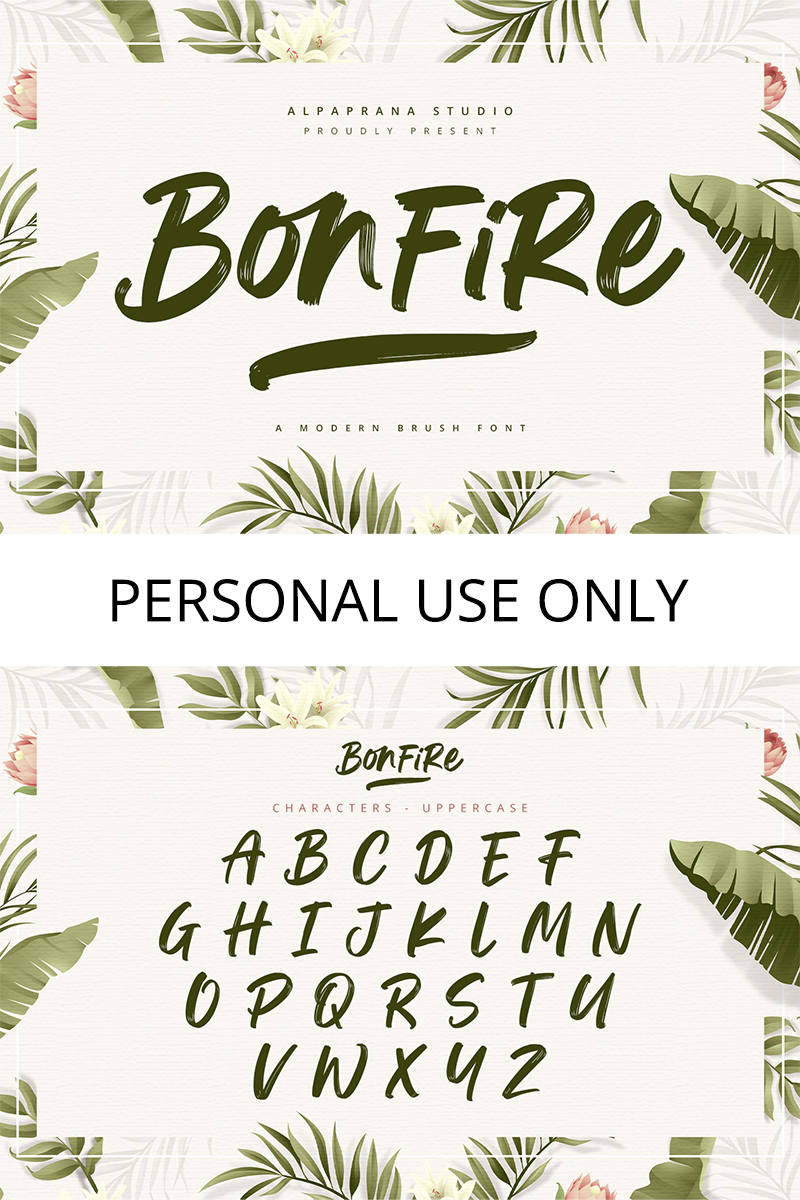 ALPAPRANA STUDIO
PROUDLY PRESENT
BonFiRe
A MODERN BRUSH FONT
PERSONAL USE ONLY
BonFiRe
CHARACTERS - UPPERCASE
A B C D E F
G H I J K L M N
O P Q R S T U
V W X Y Z